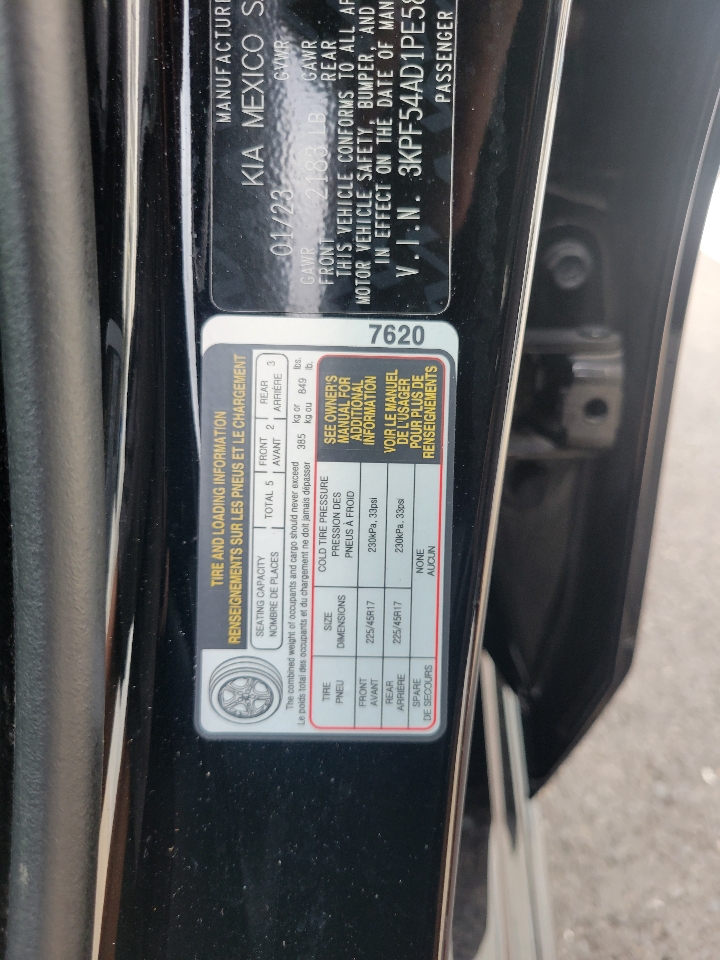 MANUFACTURE
KIA MEXICO S.
01/23 GVWR
GAWR GAWR
FRONT 2183 LB. REAR
THIS VEHICLE CONFORMS TO ALL AP
MOTOR VEHICLE SAFETY, BUMPER, AND
IN EFFECT ON THE DATE OF MAN
V.I.N. 3KPF54AD1PE58
PASSENGER
7620
TIRE AND LOADING INFORMATION
RENSEIGNEMENTS SUR LES PNEUS ET LE CHARGEMENT
SEATING CAPACITY TOTAL 5 FRONT 2 REAR 3
NOMBRE DE PLACES AVANT ARRIÈRE
The combined weight of occupants and cargo should never exceed 385 kg or 849 lbs.
Le poids total des occupants et du chargement ne doit jamais dépasser kg ou lb.
TIRE SIZE COLD TIRE PRESSURE
PNEU DIMENSIONS PRESSION DES
PNEUS À FROID
FRONT 225/45R17 230kPa, 33psi
AVANT
REAR 225/45R17 230kPa, 33psi
ARRIÈRE
SPARE NONE
DE SECOURS AUCUN
SEE OWNER'S
MANUAL FOR
ADDITIONAL
INFORMATION
VOIR LE MANUEL
DE L'USAGER
POUR PLUS DE
RENSEIGNEMENTS